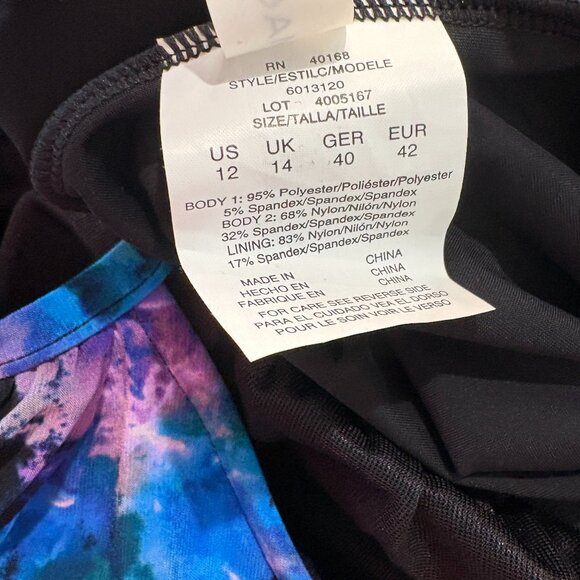 RN 40168
STYLE/ESTILC/MODELE
6013120
LOT 4005167
SIZE/TALLA/TAILLE
US UK GER EUR
12 14 40 42
BODY 1: 95% Polyester/Poliéster/Polyester
5% Spandex/Spandex/Spandex
BODY 2: 68% Nylon/Nilón/Nylon
32% Spandex/Spandex/Spandex
LINING: 83% Nylon/Nilón/Nylon
17% Spandex/Spandex/Spandex
MADE IN CHINA
HECHO EN CHINA
FABRIQUE EN CHINA
FOR CARE SEE REVERSE SIDE
PARA EL CUIDADO VEA EL DORSO
POUR LE SOIN VOIR LE VERSO